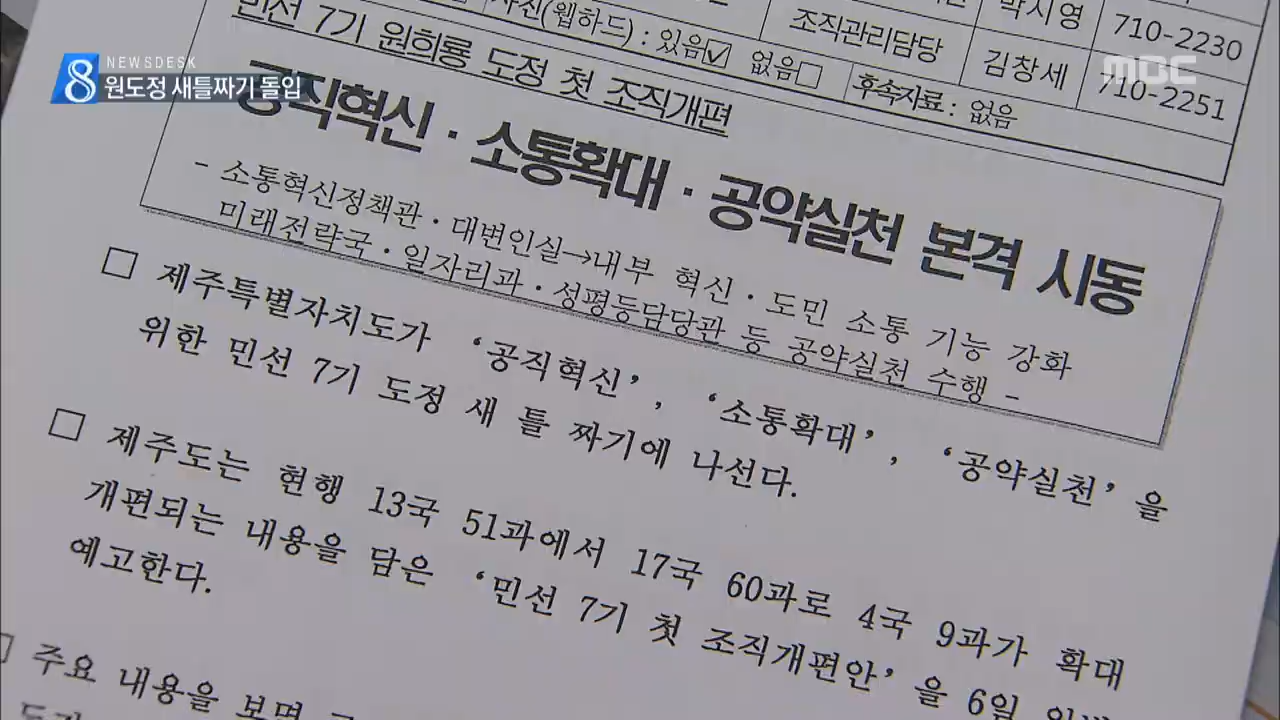 NEWSDESK
8 원도정 새틀짜기 돌입
MBC
박시영 710-2230
사진(웹하드) : 있음☑ 없음□ 조직관리담당 김창세 710-2251
후속자료 : 없음
민선 7기 원희룡 도정 첫 조직개편
공직혁신·소통확대·공약실천 본격 시동
- 소통혁신정책관·대변인실→내부 혁신·도민 소통 기능 강화
미래전략국·일자리과·성평등담당관 등 공약실천 수행 -
□ 제주특별자치도가 ‘공직혁신’, ‘소통확대’, ‘공약실천’을
위한 민선 7기 도정 새 틀 짜기에 나선다.
□ 제주도는 현행 13국 51과에서 17국 60과로 4국 9과가 확대
개편되는 내용을 담은 ‘민선 7기 첫 조직개편안’을 6일
예고한다.
□ 주요 내용을 보면